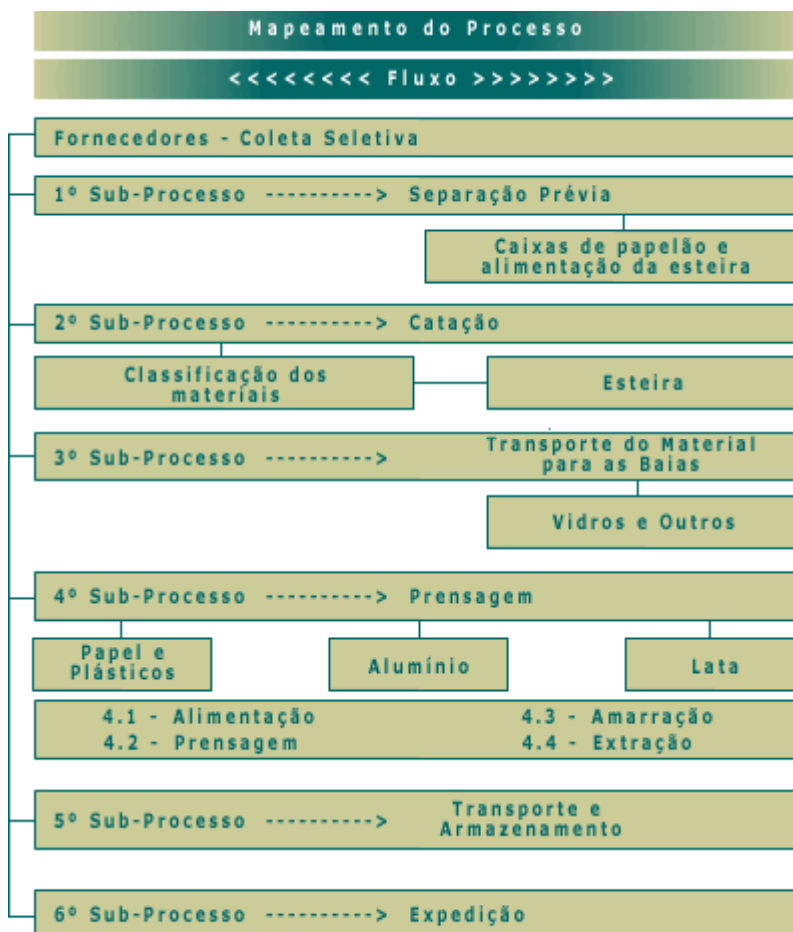 Mapeamento do Processo
<<<<<<<< Fluxo >>>>>>>>
Fornecedores - Coleta Seletiva
1º Sub-Processo ----------> Separação Prévia
Caixas de papelão e
alimentação da esteira
2º Sub-Processo ----------> Catação
Classificação dos
materiais
Esteira
3º Sub-Processo ----------> Transporte do Material
para as Baias
Vidros e Outros
4º Sub-Processo ----------> Prensagem
Papel e
Plásticos
Alumínio
Lata
4.1 - Alimentação
4.2 - Prensagem
4.3 - Amarração
4.4 - Extração
5º Sub-Processo ----------> Transporte e
Armazenamento
6º Sub-Processo ----------> Expedição